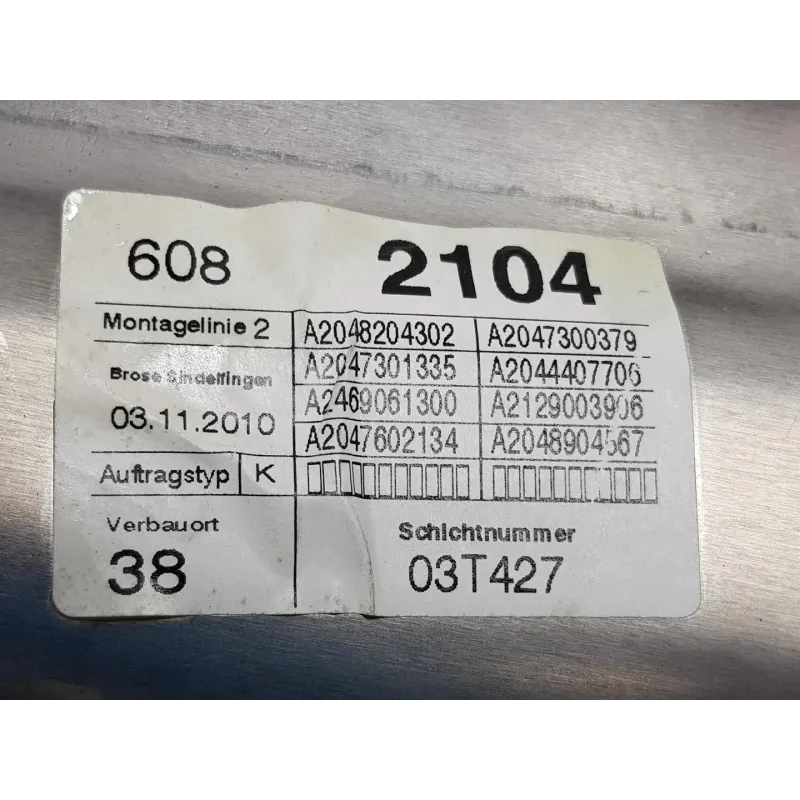 608 2104
Montagelinie 2 A2048204302 A2047300379
A2047301335 A2044407706
Brose Sindelfingen
A2469061300 A2129003906
03.11.2010
A2047602134 A2048904567
Auftragstyp K
Verbauort Schichtnummer
38 03T427